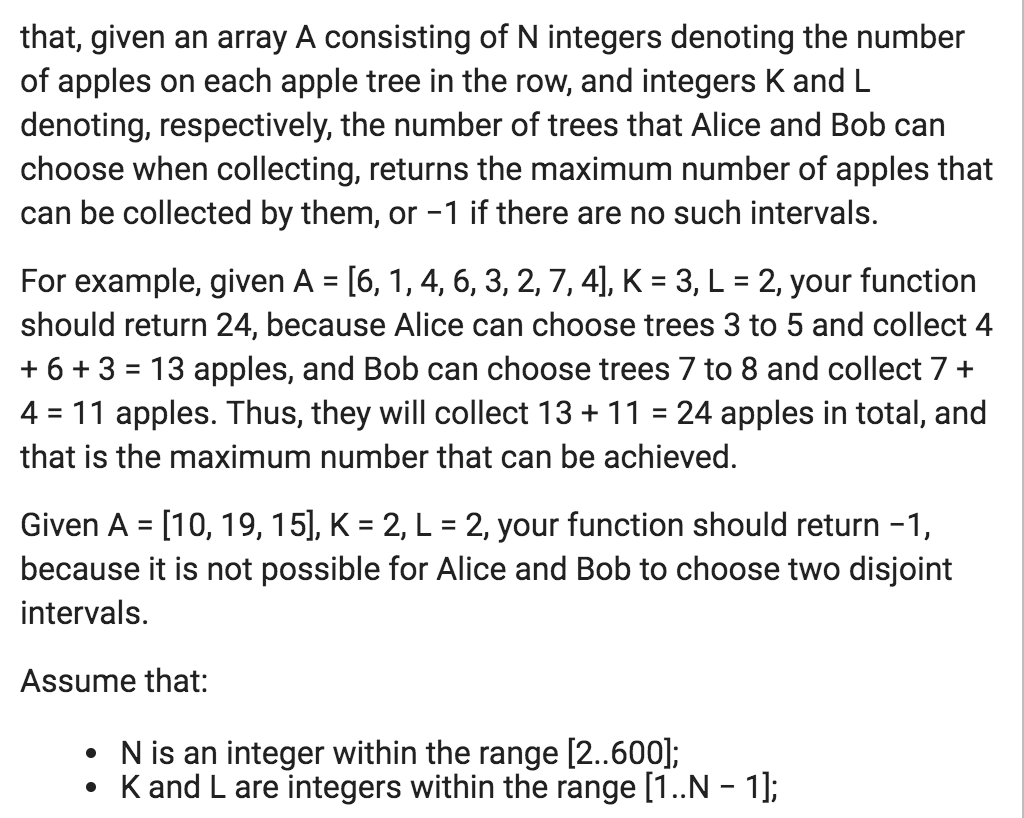 that, given an array A consisting of N integers denoting the number
of apples on each apple tree in the row, and integers K and L
denoting, respectively, the number of trees that Alice and Bob can
choose when collecting, returns the maximum number of apples that
can be collected by them, or −1 if there are no such intervals.
For example, given A = [6, 1, 4, 6, 3, 2, 7, 4], K = 3, L = 2, your function
should return 24, because Alice can choose trees 3 to 5 and collect 4
+ 6 + 3 = 13 apples, and Bob can choose trees 7 to 8 and collect 7 +
4 = 11 apples. Thus, they will collect 13 + 11 = 24 apples in total, and
that is the maximum number that can be achieved.
Given A = [10, 19, 15], K = 2, L = 2, your function should return −1,
because it is not possible for Alice and Bob to choose two disjoint
intervals.
Assume that:
• N is an integer within the range [2..600];
• K and L are integers within the range [1..N − 1];